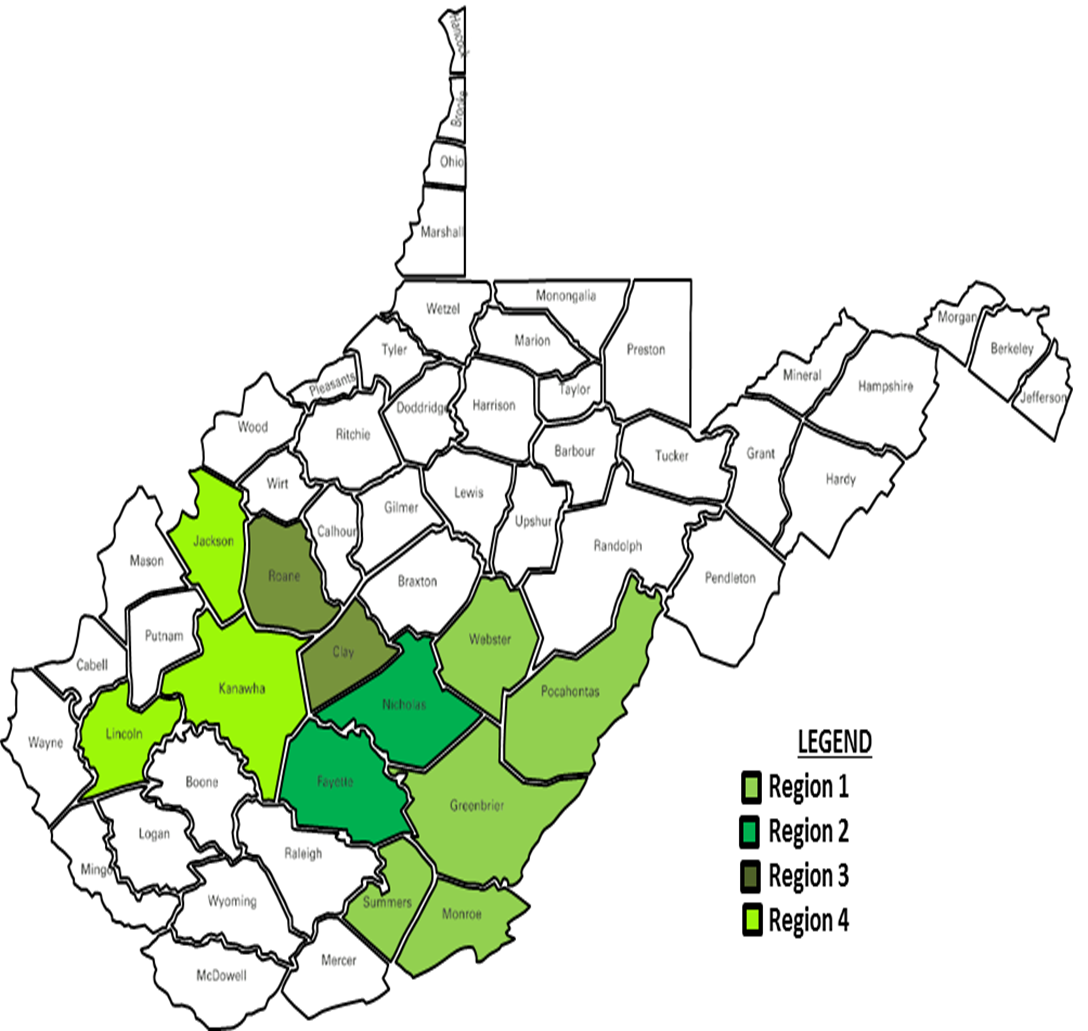 Hancock
Brooke
Ohio
Marshall
Wetzel
Monongalia
Marion
Preston
Tyler
Pleasants
Taylor
Doddridge
Harrison
Wood
Ritchie
Barbour
Tucker
Wirt
Lewis
Gilmer
Calhoun
Upshur
Randolph
Morgan
Berkeley
Jefferson
Mineral
Hampshire
Grant
Hardy
Pendleton
Jackson
Mason
Roane
Braxton
Putnam
Webster
Clay
Cabell
Kanawha
Pocahontas
Nicholas
Lincoln
Wayne
Boone
Fayette
Greenbrier
Logan
Raleigh
Mingo
Wyoming
Summers
Monroe
Mercer
McDowell
LEGEND
Region 1
Region 2
Region 3
Region 4